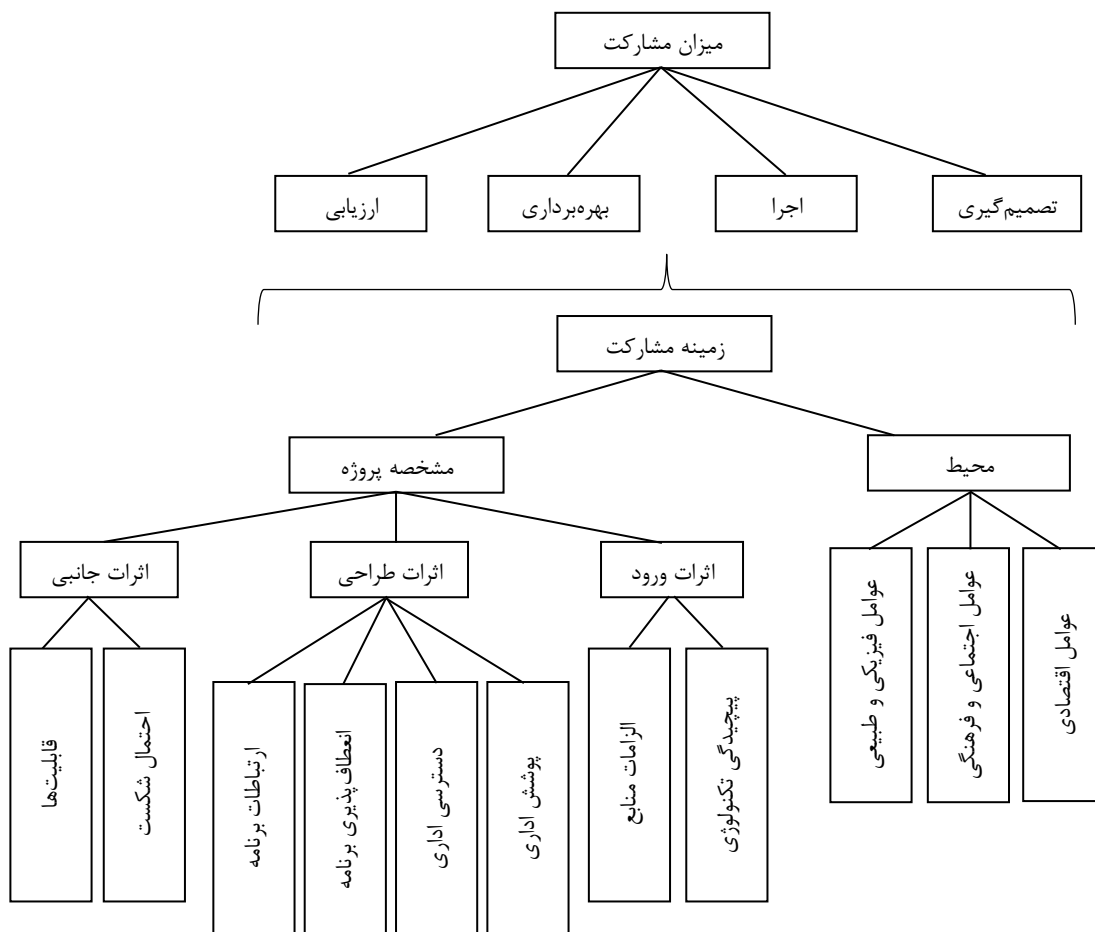 میزان مشارکت
تصمیم‌گیری
اجرا
بهره‌برداری
ارزیابی
زمینه مشارکت
محیط
مشخصه پروژه
اثرات ورود
اثرات طراحی
اثرات جانبی
عوامل اقتصادی
عوامل اجتماعی و فرهنگی
عوامل فیزیکی و طبیعی
پیچیدگی تکنولوژی
الزامات منابع
پوشش اداری
دسترسی اداری
انعطاف‌پذیری برنامه
ارتباطات برنامه
احتمال شکست
قابلیت‌ها